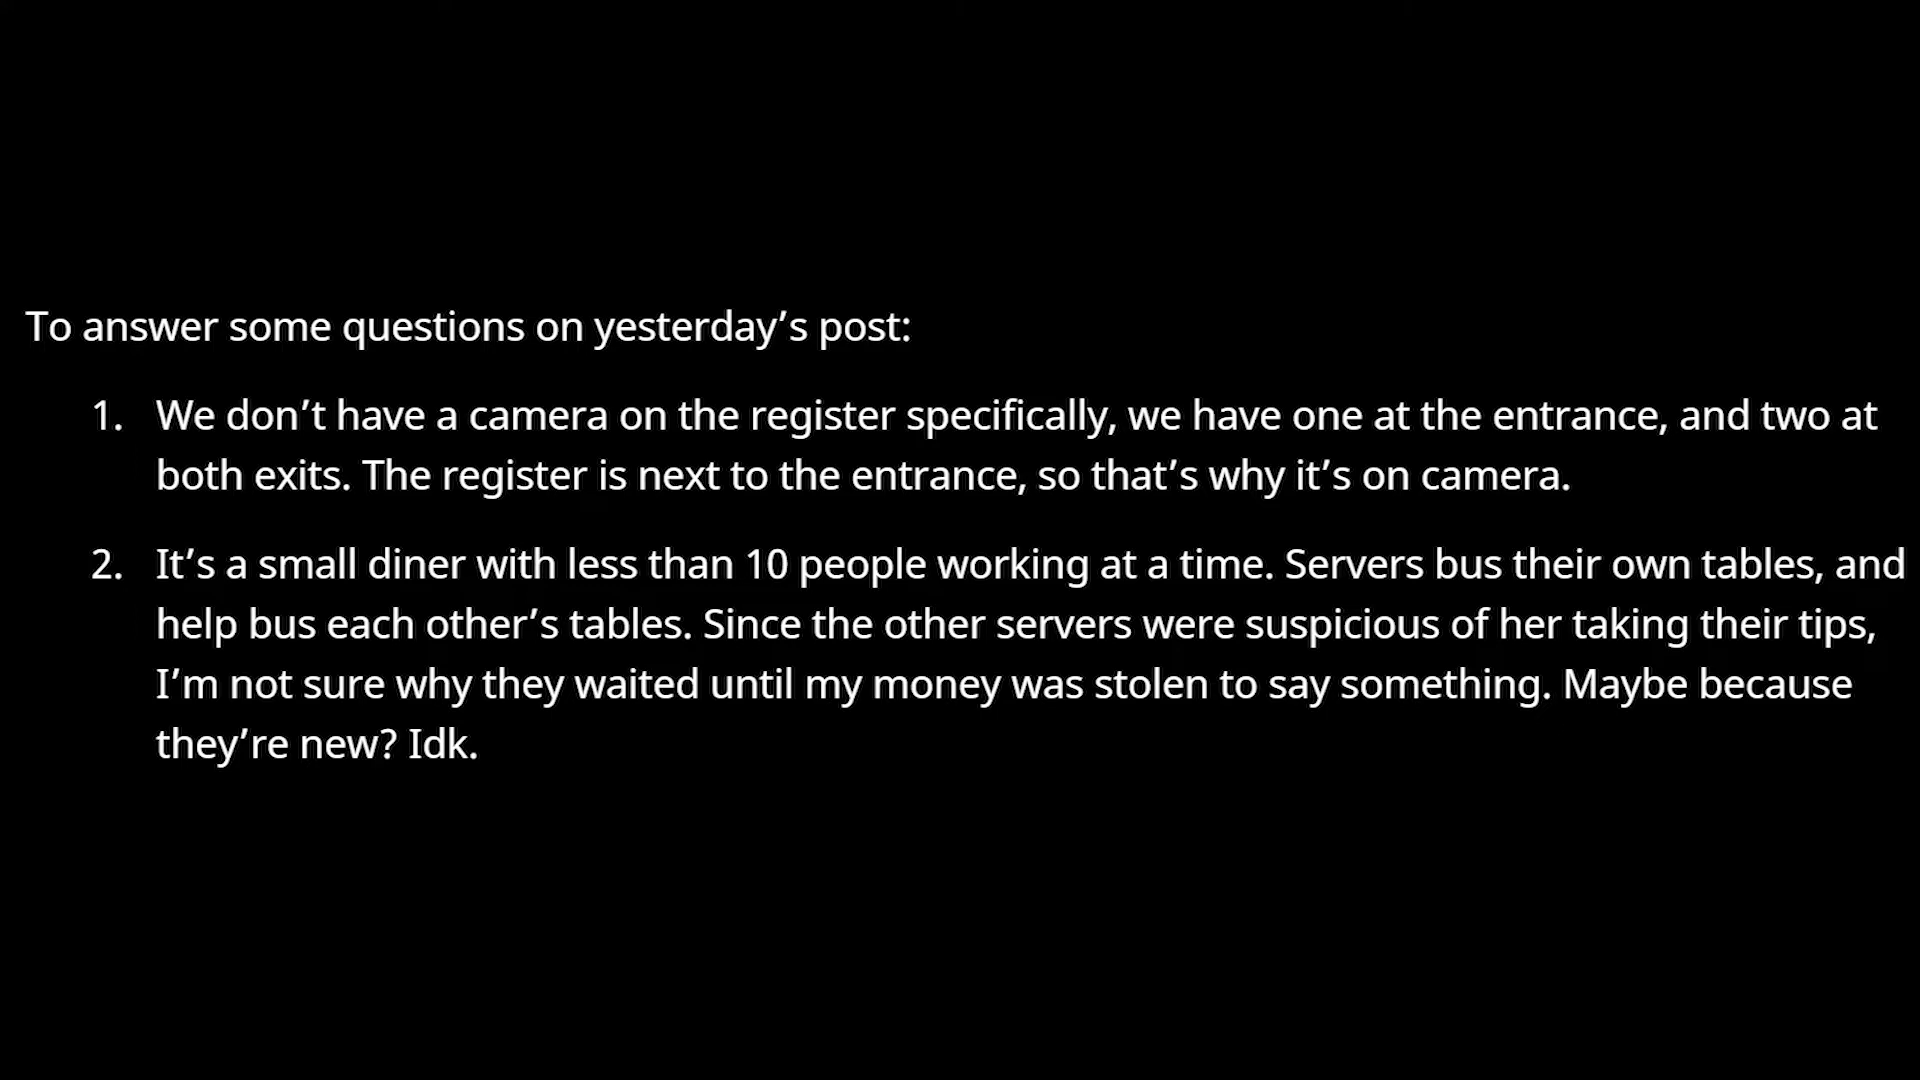 To answer some questions on yesterday’s post:
1. We don’t have a camera on the register specifically, we have one at the entrance, and two at
both exits. The register is next to the entrance, so that’s why it’s on camera.
2. It’s a small diner with less than 10 people working at a time. Servers bus their own tables, and
help bus each other’s tables. Since the other servers were suspicious of her taking their tips,
I’m not sure why they waited until my money was stolen to say something. Maybe because
they’re new? Idk.